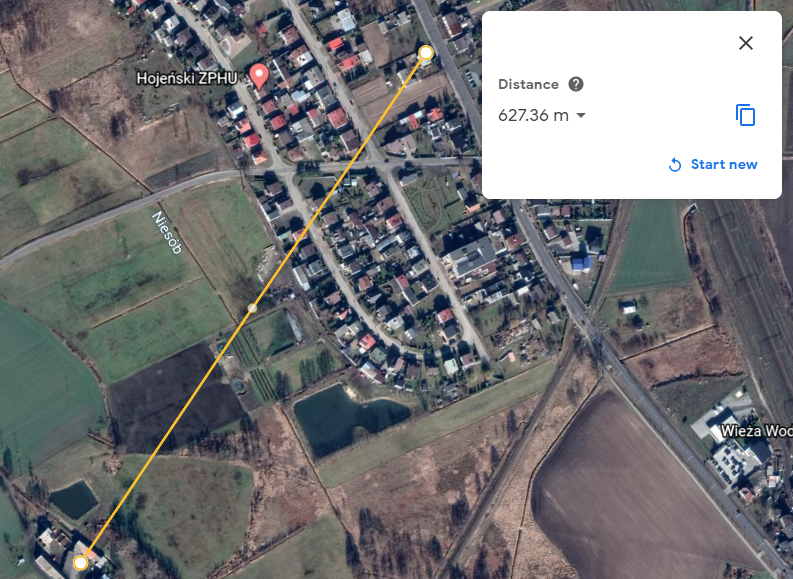 Hojeński ZPHU
Distance
627.36 m
Start new
Niesób
Wieża Wod